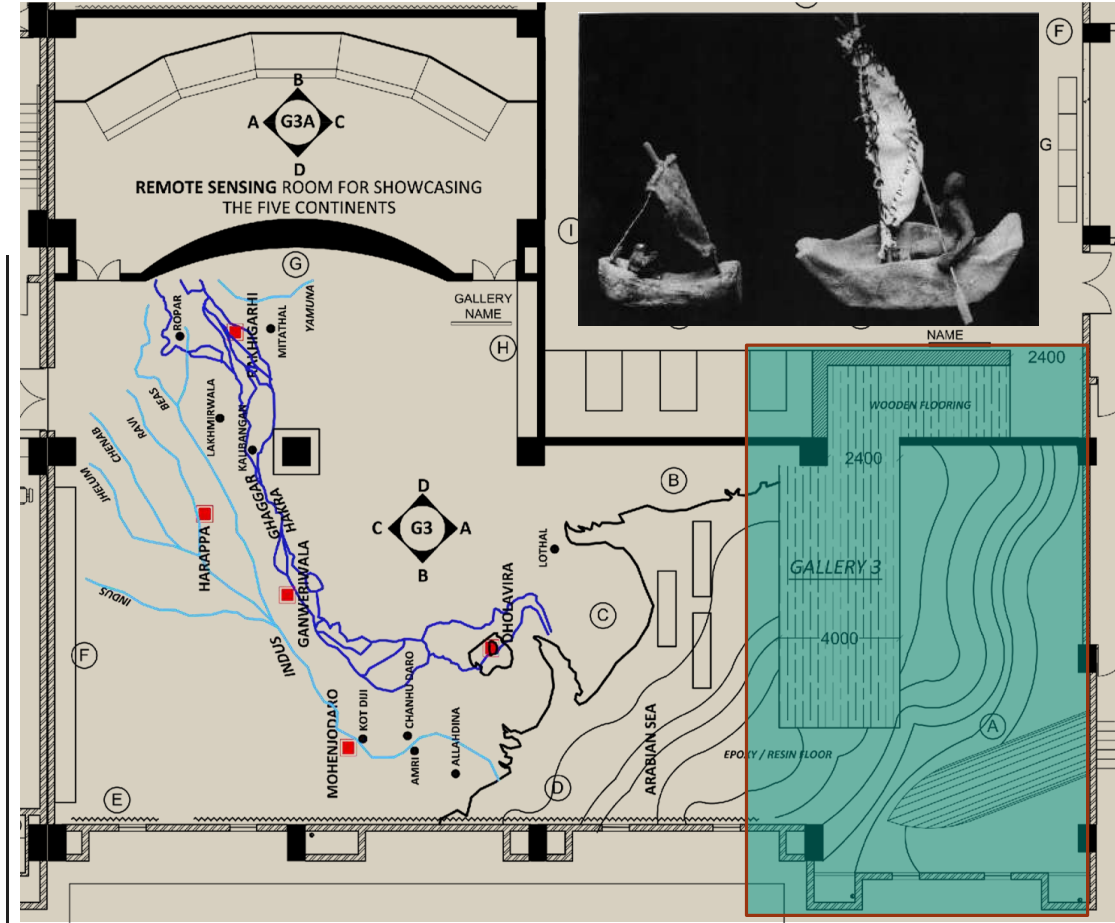 B
A G3A C
D
REMOTE SENSING ROOM FOR SHOWCASING
THE FIVE CONTINENTS
F
G
I
G
GALLERY
NAME
H
ROPAR
RAKHIGARHI
MITATHAL
YAMUNA
BEAS
RAVI
CHENAB
JHELUM
LAKHMIRWALA
KALIBANGAN
GHAGGAR
HAKRA
HARAPPA
GANWERIWALA
INDUS
INDUS
D
C G3 A
B
LOTHAL
DHOLAVIRA
B
C
F
MOHENJODARO
KOT DIJI
CHANHU DARO
AMRI
ALLAHDINA
ARABIAN SEA
D
E
NAME
2400
WOODEN FLOORING
2400
GALLERY 3
4000
A
EPOXY / RESIN FLOOR